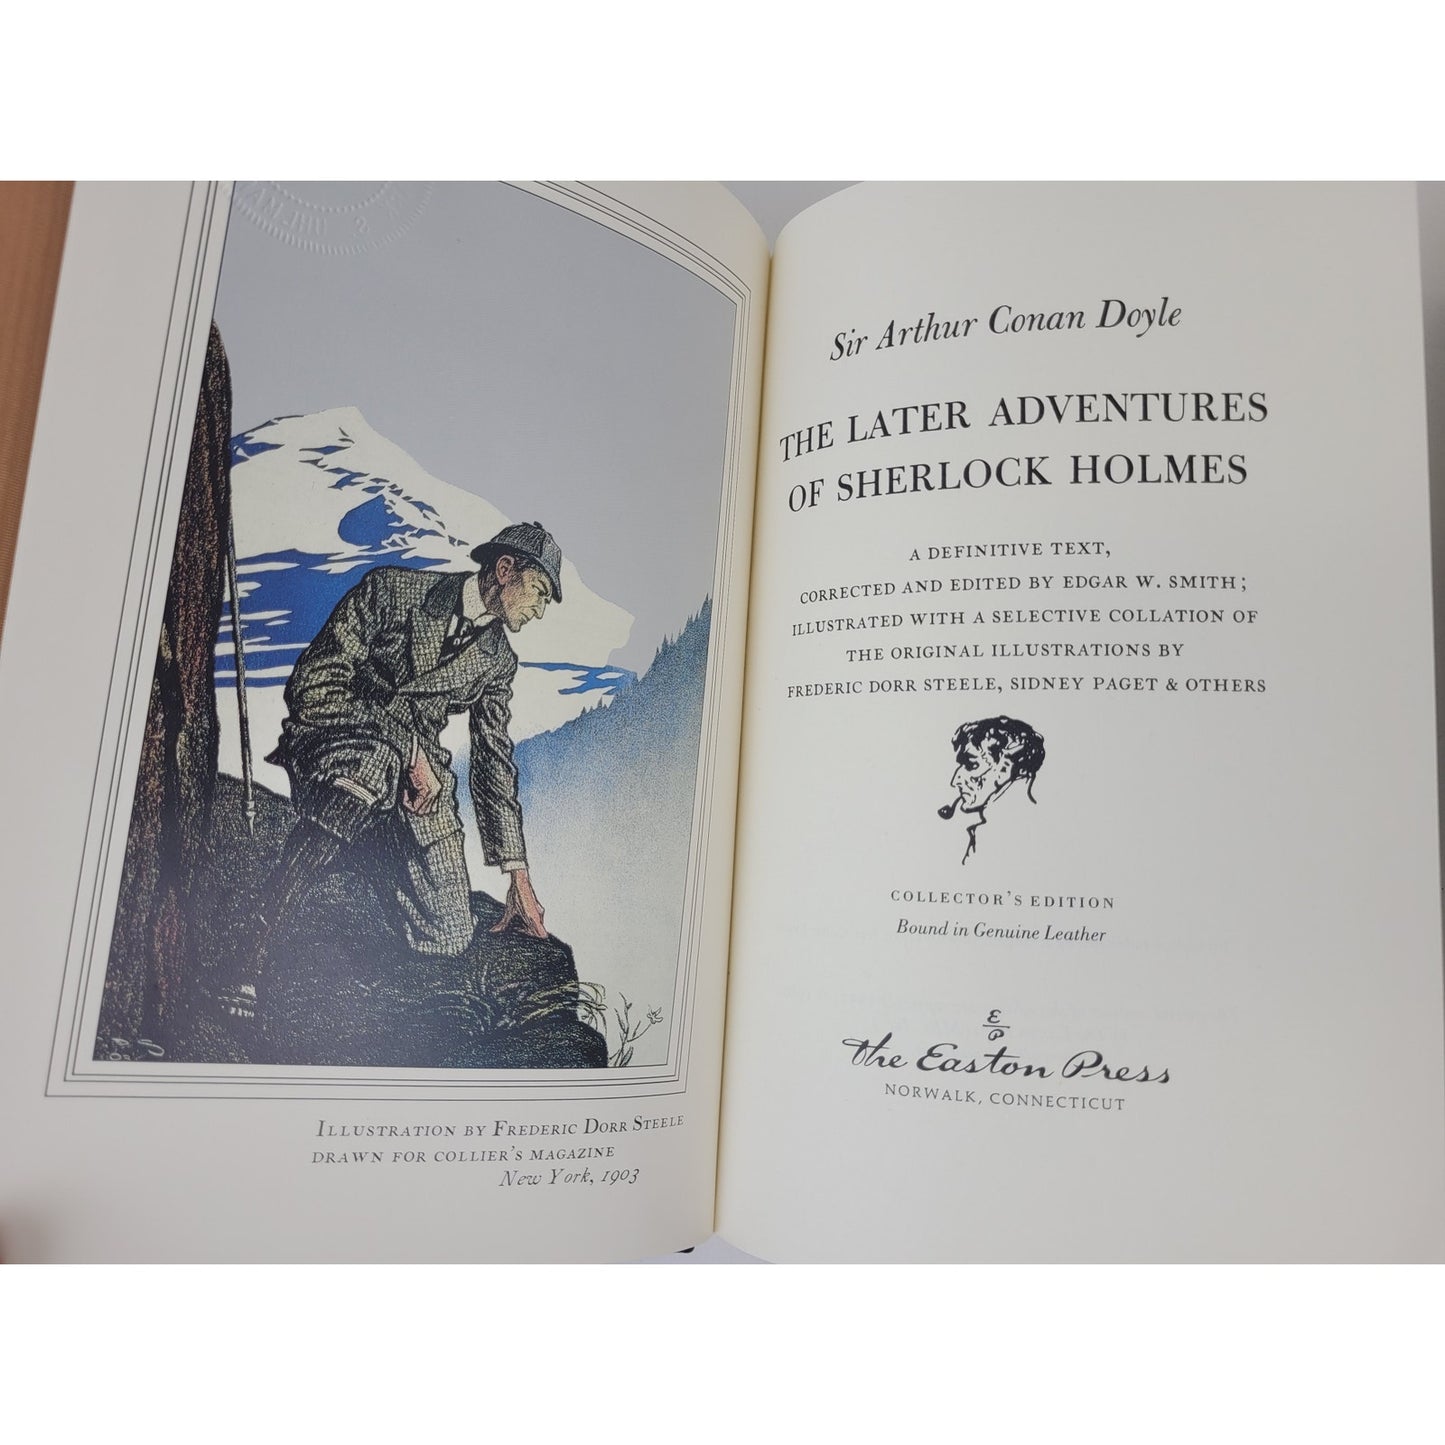 ILLUSTRATION BY FREDERIC DORR STEELE
DRAWN FOR COLLIER'S MAGAZINE
New York, 1903
Sir Arthur Conan Doyle
THE LATER ADVENTURES
OF SHERLOCK HOLMES
A DEFINITIVE TEXT,
CORRECTED AND EDITED BY EDGAR W. SMITH;
ILLUSTRATED WITH A SELECTIVE COLLATION OF
THE ORIGINAL ILLUSTRATIONS BY
FREDERIC DORR STEELE, SIDNEY PAGET & OTHERS
COLLECTOR'S EDITION
Bound in Genuine Leather
E
P
The Easton Press
NORWALK, CONNECTICUT